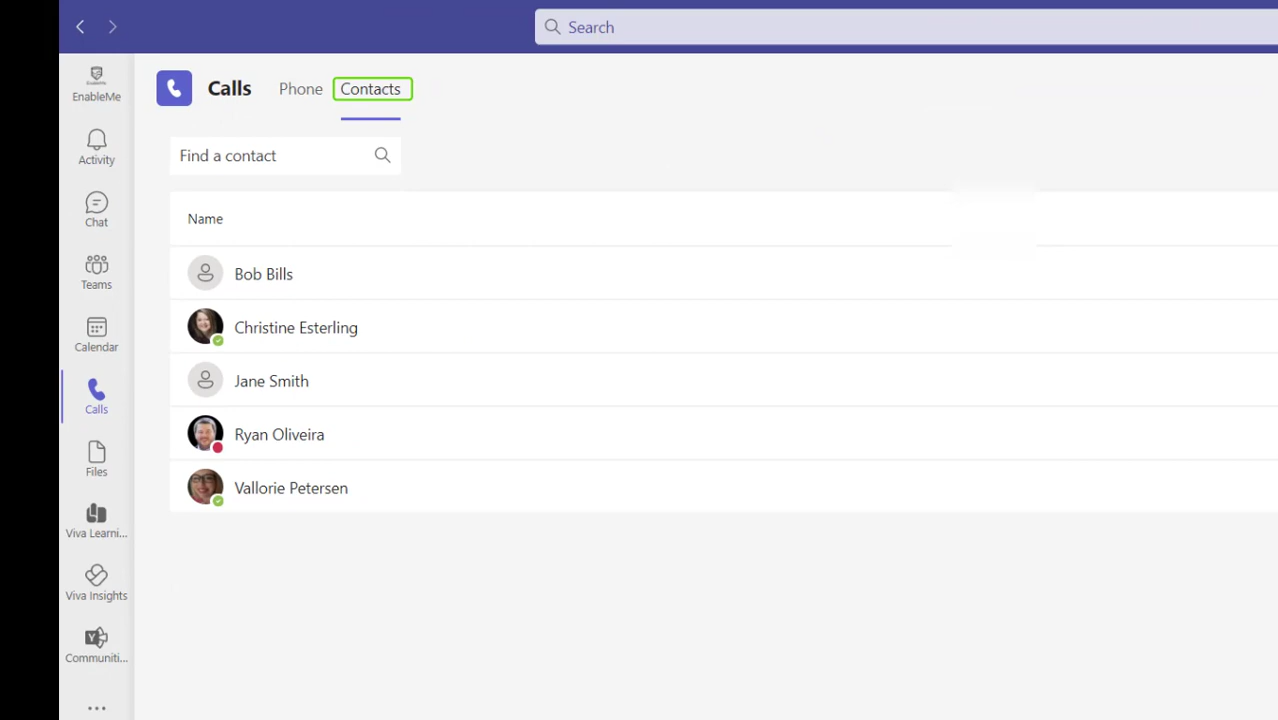 Search
EnableMe
Calls
Phone
Contacts
Activity
Find a contact
Chat
Name
Teams
Bob Bills
Calendar
Christine Esterling
Calls
Jane Smith
Files
Ryan Oliveira
Viva Learni...
Vallorie Petersen
Viva Insights
Communiti...